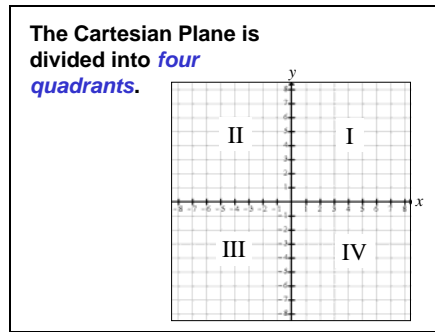 The Cartesian Plane is
divided into four
quadrants.
y
II
I
x
III
IV